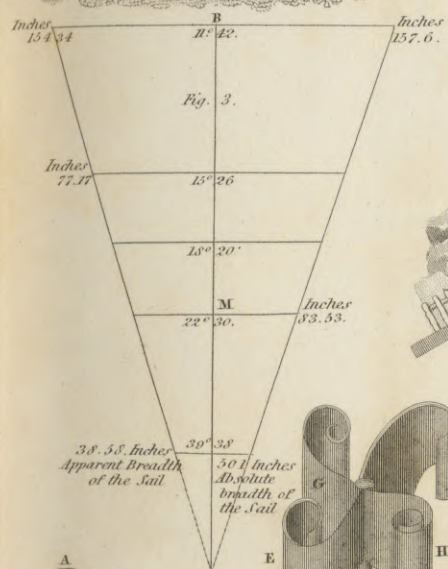 B
Inches Inches
154 34 11° 42. 157.6.
Fig. 3.
Inches
77.17 15° 26
18° 20'
M Inches
22° 30. 83.53.
39° 38
38.58. Inches 501 Inches
Apparent Breadth Absolute
of the Sail breadth of
the Sail
G
A E H